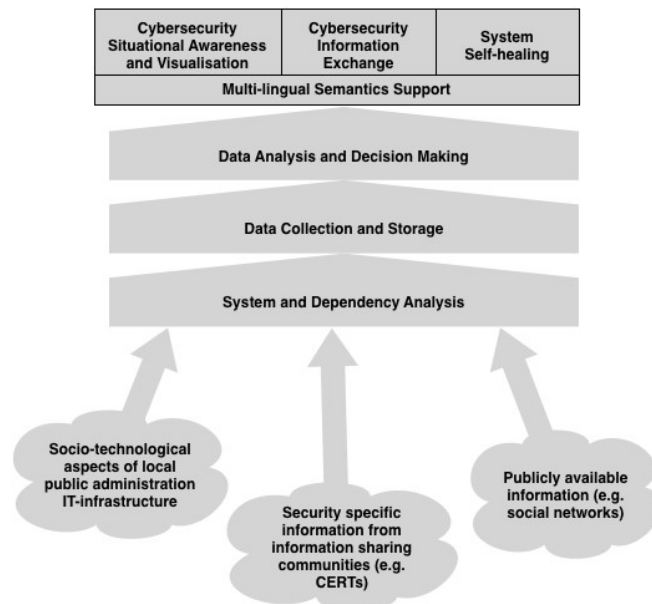 Cybersecurity
Situational Awareness
and Visualisation
Cybersecurity
Information
Exchange
System
Self-healing
Multi-lingual Semantics Support
Data Analysis and Decision Making
Data Collection and Storage
System and Dependency Analysis
Socio-technological
aspects of local
public administration
IT-infrastructure
Security specific
information from
information sharing
communities (e.g.
CERTs)
Publicly available
information (e.g.
social networks)